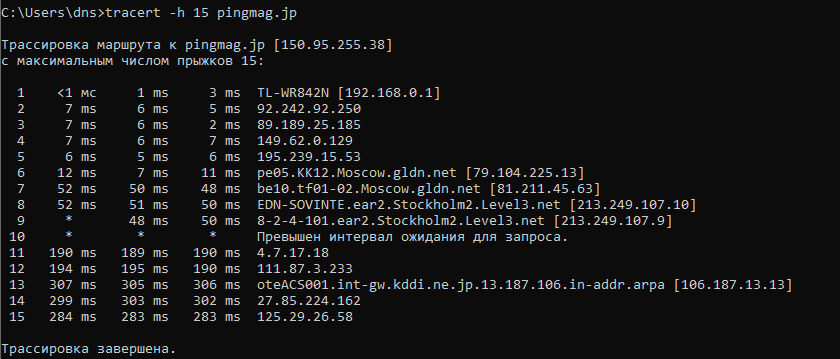 C:\Users\dns>tracert -h 15 pingmag.jp
Трассировка маршрута к pingmag.jp [150.95.255.38]
с максимальным числом прыжков 15:
1 <1 мс 1 ms 3 ms TL-WR842N [192.168.0.1]
2 7 ms 6 ms 5 ms 92.242.92.250
3 7 ms 6 ms 2 ms 89.189.25.185
4 7 ms 6 ms 7 ms 149.62.0.129
5 6 ms 5 ms 6 ms 195.239.15.53
6 12 ms 7 ms 11 ms pe05.KK12.Moscow.gldn.net [79.104.225.13]
7 52 ms 50 ms 48 ms be10.tf01-02.Moscow.gldn.net [81.211.45.63]
8 52 ms 51 ms 50 ms EDN-SOVINTE.ear2.Stockholm2.Level3.net [213.249.107.10]
9 * 48 ms 50 ms 8-2-4-101.ear2.Stockholm2.Level3.net [213.249.107.9]
10 * * * Превышен интервал ожидания для запроса.
11 190 ms 189 ms 190 ms 4.7.17.18
12 194 ms 195 ms 190 ms 111.87.3.233
13 307 ms 305 ms 306 ms oteACS001.int-gw.kddi.ne.jp.13.187.106.in-addr.arpa [106.187.13.13]
14 299 ms 303 ms 302 ms 27.85.224.162
15 284 ms 283 ms 283 ms 125.29.26.58
Трассировка завершена.